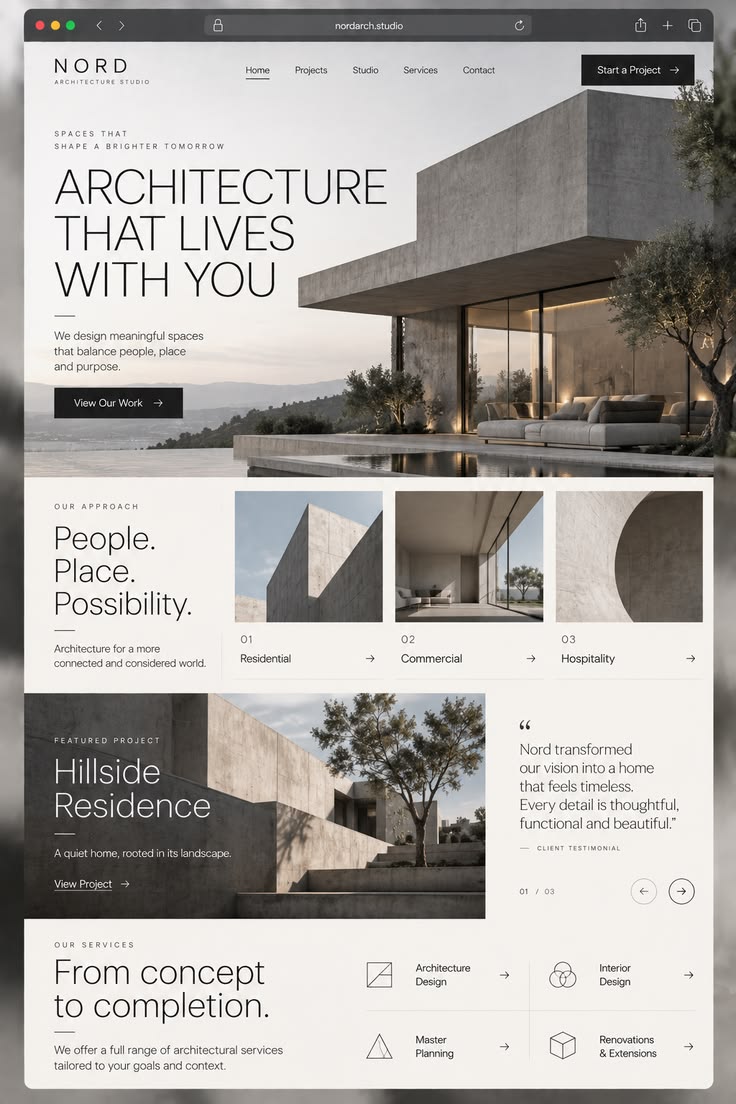 nordarch.studio
NORD
ARCHITECTURE STUDIO
Home
Projects
Studio
Services
Contact
Start a Project
SPACES THAT
SHAPE A BRIGHTER TOMORROW
ARCHITECTURE
THAT LIVES
WITH YOU
We design meaningful spaces
that balance people, place
and purpose.
View Our Work
OUR APPROACH
People.
Place.
Possibility.
Architecture for a more
connected and considered world.
01
Residential
02
Commercial
03
Hospitality
FEATURED PROJECT
Hillside
Residence
A quiet home, rooted in its landscape.
View Project
“
Nord transformed
our vision into a home
that feels timeless.
Every detail is thoughtful,
functional and beautiful.”
— CLIENT TESTIMONIAL
01 / 03
OUR SERVICES
From concept
to completion.
We offer a full range of architectural services
tailored to your goals and context.
Architecture
Design
Interior
Design
Master
Planning
Renovations
& Extensions